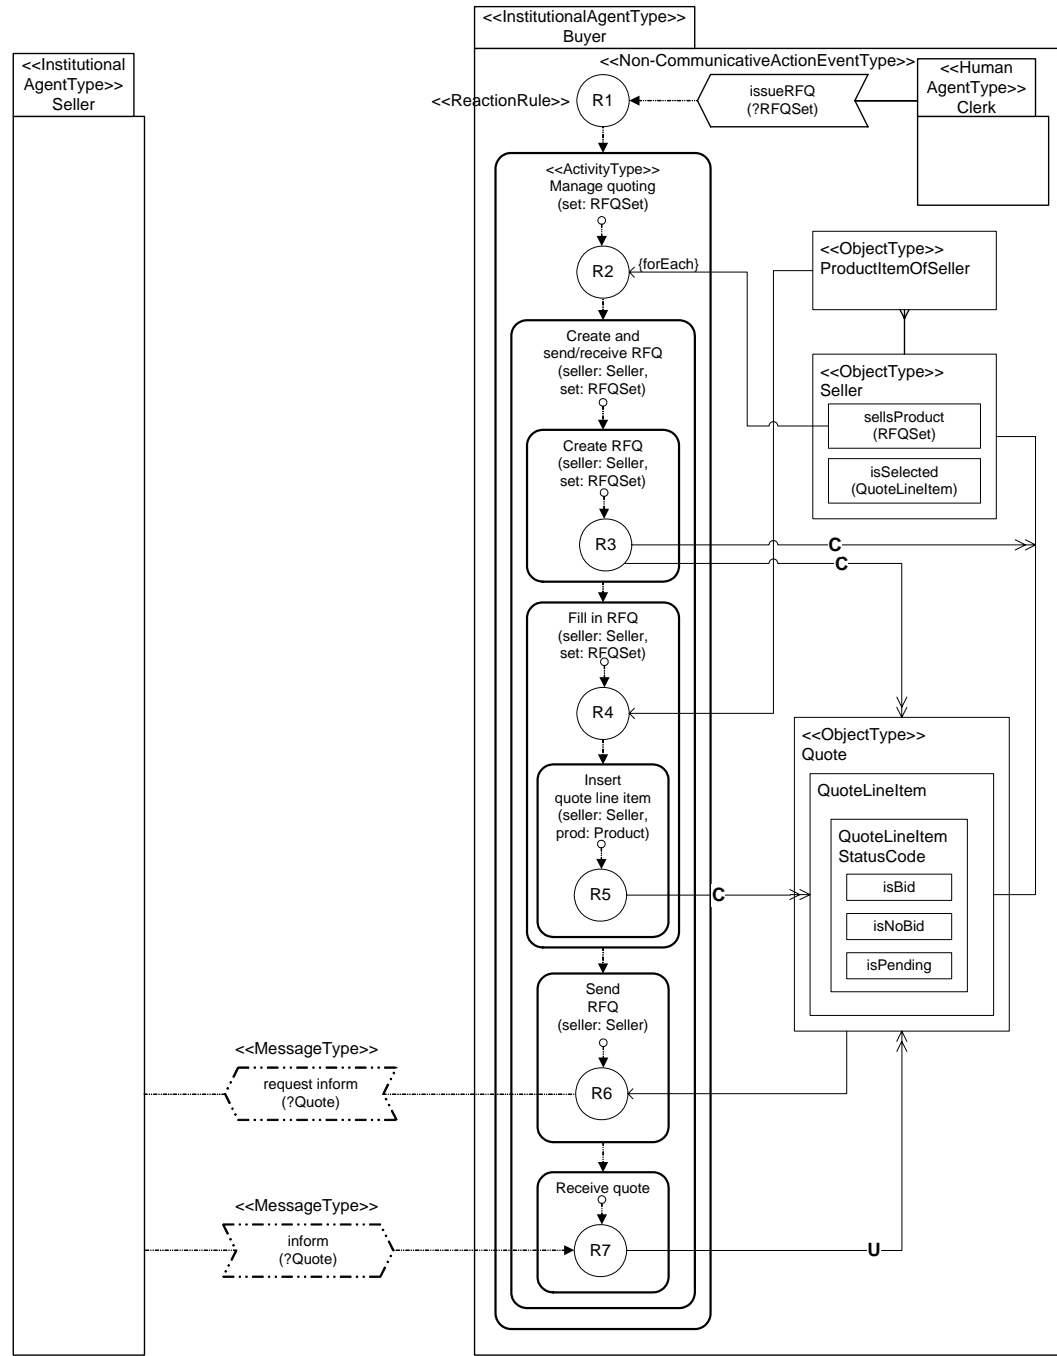 <<InstitutionalAgentType>>
Buyer
<<Institutional
AgentType>>
Seller
<<Non-CommunicativeActionEventType>>
<<Human
AgentType>>
Clerk
<<ReactionRule>>
R1
issueRFQ
(?RFQSet)
<<ActivityType>>
Manage quoting
(set: RFQSet)
R2
{forEach}
<<ObjectType>>
ProductItemOfSeller
Create and
send/receive RFQ
(seller: Seller,
set: RFQSet)
<<ObjectType>>
Seller
sellsProduct
(RFQSet)
isSelected
(QuoteLineItem)
Create RFQ
(seller: Seller,
set: RFQSet)
R3
C
C
Fill in RFQ
(seller: Seller,
set: RFQSet)
R4
<<ObjectType>>
Quote
QuoteLineItem
QuoteLineItem
StatusCode
isBid
isNoBid
isPending
Insert
quote line item
(seller: Seller,
prod: Product)
R5
C
Send
RFQ
(seller: Seller)
R6
<<MessageType>>
request inform
(?Quote)
Receive quote
R7
U
<<MessageType>>
inform
(?Quote)